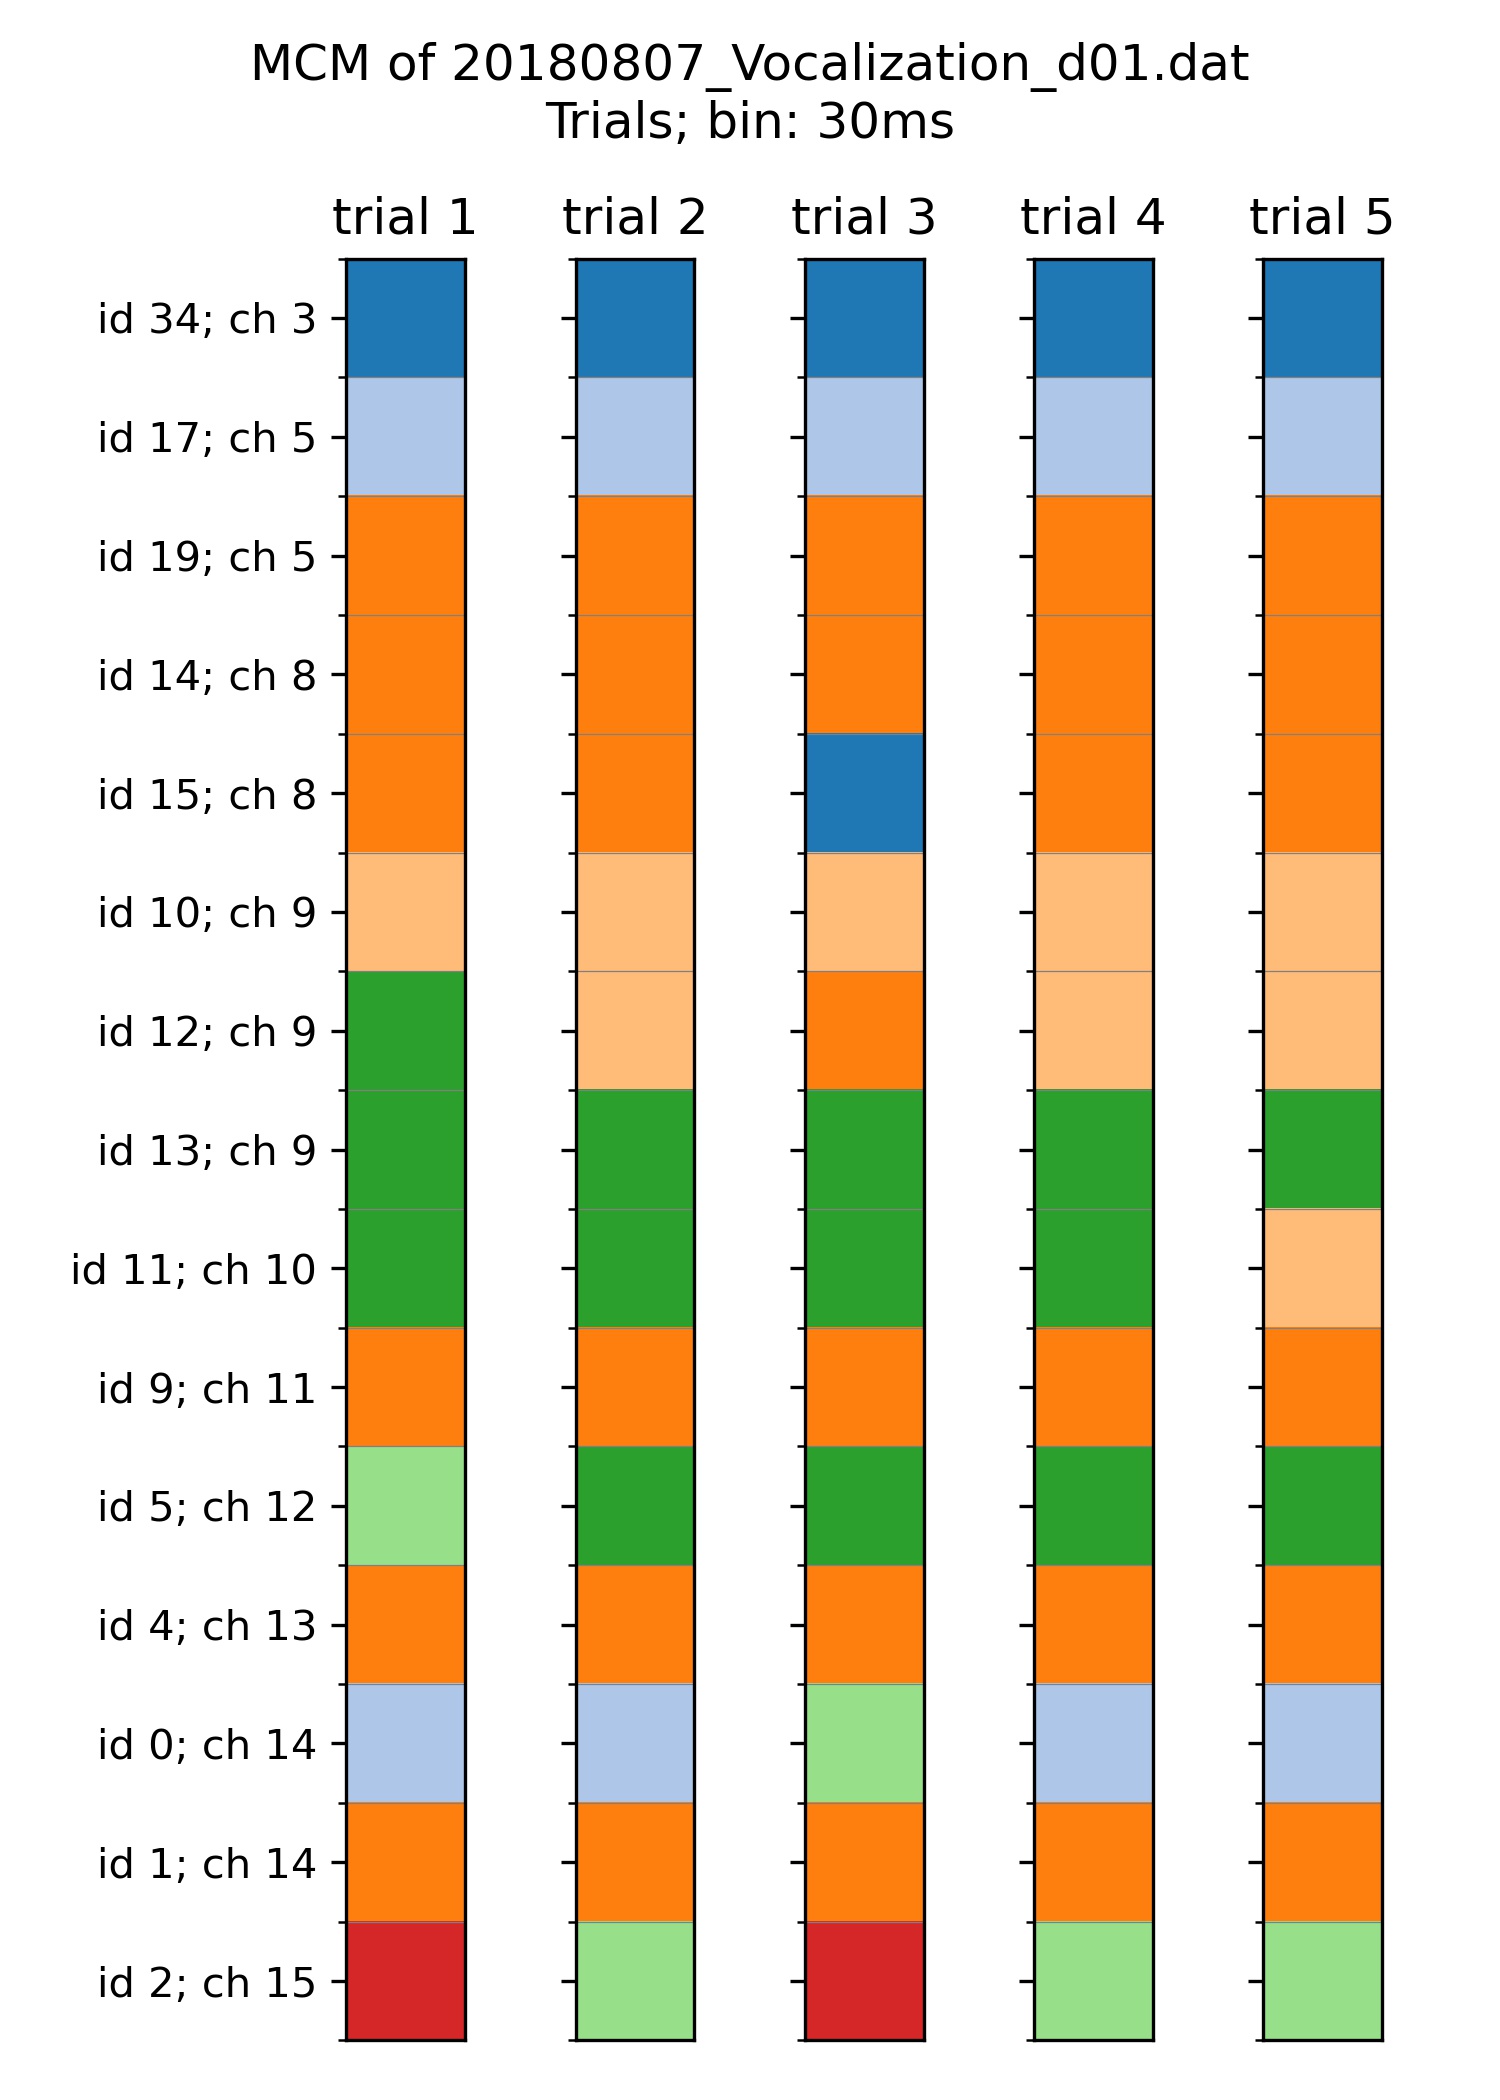 MCM of 20180807_Vocalization_d01.dat
Trials; bin: 30ms
trial 1 trial 2 trial 3 trial 4 trial 5
id 34; ch 3
id 17; ch 5
id 19; ch 5
id 14; ch 8
id 15; ch 8
id 10; ch 9
id 12; ch 9
id 13; ch 9
id 11; ch 10
id 9; ch 11
id 5; ch 12
id 4; ch 13
id 0; ch 14
id 1; ch 14
id 2; ch 15